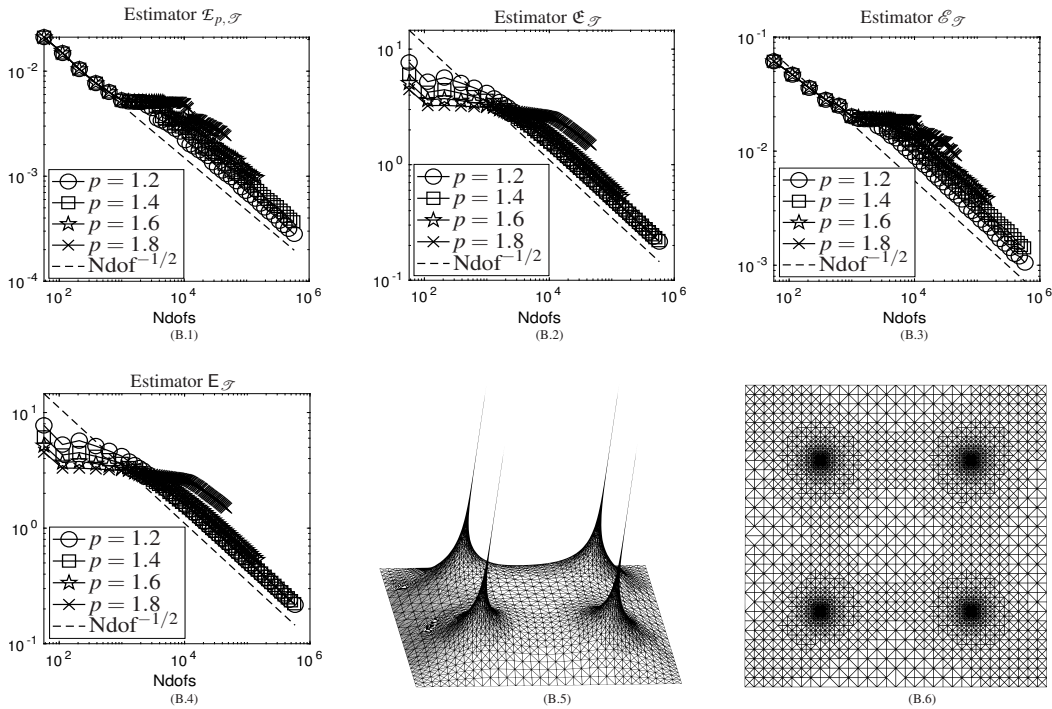 Estimator ℰ_{p,𝒯}
10^{-2}
10^{-3}
10^{-4}
p = 1.2
p = 1.4
p = 1.6
p = 1.8
Ndof^{-1/2}
10^2
10^4
10^6
Ndofs
(B.1)
Estimator 𝕰_𝒯
10^1
10^0
10^{-1}
p = 1.2
p = 1.4
p = 1.6
p = 1.8
Ndof^{-1/2}
10^2
10^4
10^6
Ndofs
(B.2)
Estimator ℰ_𝒯
10^{-1}
10^{-2}
10^{-3}
p = 1.2
p = 1.4
p = 1.6
p = 1.8
Ndof^{-1/2}
10^2
10^4
10^6
Ndofs
(B.3)
Estimator E_𝒯
10^1
10^0
10^{-1}
p = 1.2
p = 1.4
p = 1.6
p = 1.8
Ndof^{-1/2}
10^2
10^4
10^6
Ndofs
(B.4)
(B.5)
(B.6)